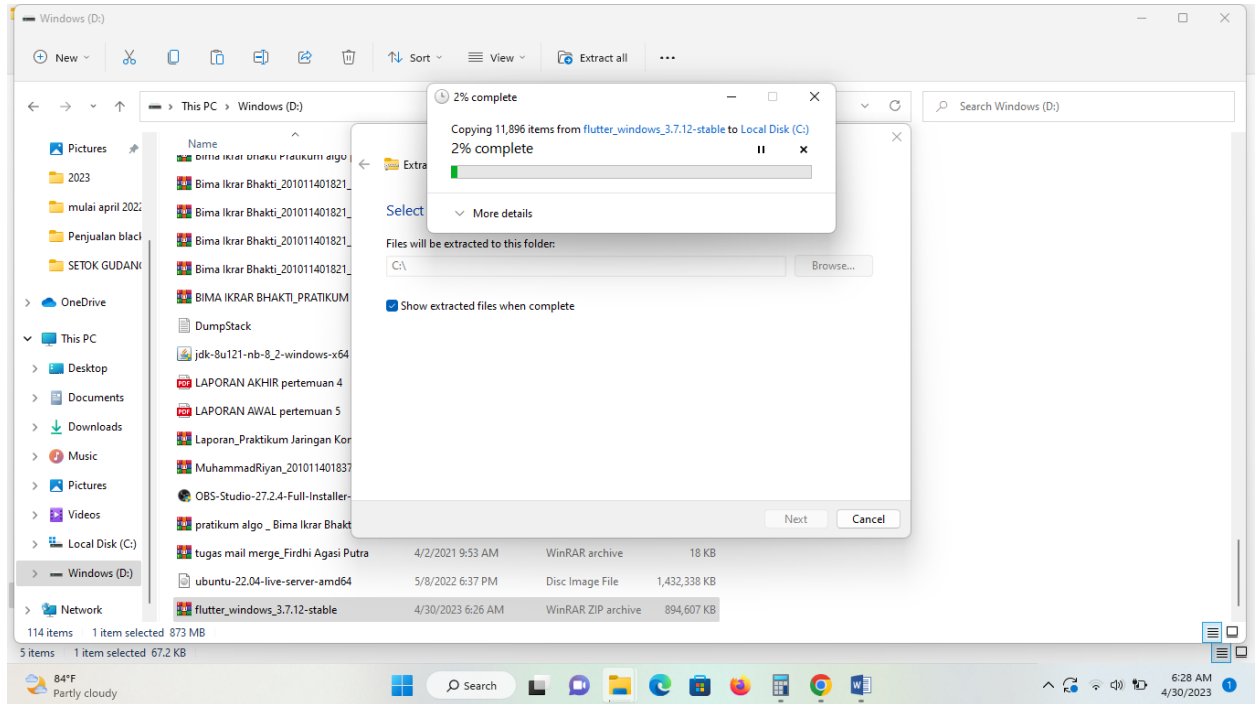 Windows (D:)
New
Sort
View
Extract all
This PC > Windows (D:)
Search Windows (D:)
2% complete
Copying 11,896 items from flutter_windows_3.7.12-stable to Local Disk (C:)
2% complete
More details
Extra
Select
Files will be extracted to this folder:
C:\
Browse...
Show extracted files when complete
Next
Cancel
Pictures
2023
mulai april 2022
Penjualan black
SETOK GUDANG
OneDrive
This PC
Desktop
Documents
Downloads
Music
Pictures
Videos
Local Disk (C:)
Windows (D:)
Network
Name
Bima Ikrar Bhakti Pratikum algo
Bima Ikrar Bhakti_201011401821_
Bima Ikrar Bhakti_201011401821_
Bima Ikrar Bhakti_201011401821_
Bima Ikrar Bhakti_201011401821_
BIMA IKRAR BHAKTI_PRATIKUM
DumpStack
jdk-8u121-nb-8_2-windows-x64
LAPORAN AKHIR pertemuan 4
LAPORAN AWAL pertemuan 5
Laporan_Praktikum Jaringan Kor
MuhammadRiyan_201011401837
OBS-Studio-27.2.4-Full-Installer-
pratikum algo _ Bima Ikrar Bhakt
tugas mail merge_Firdhi Agasi Putra 4/2/2021 9:53 AM WinRAR archive 18 KB
ubuntu-22.04-live-server-amd64 5/8/2022 6:37 PM Disc Image File 1,432,338 KB
flutter_windows_3.7.12-stable 4/30/2023 6:26 AM WinRAR ZIP archive 894,607 KB
114 items 1 item selected 873 MB
5 items 1 item selected 67.2 KB
84°F
Partly cloudy
Search
6:28 AM
4/30/2023
1